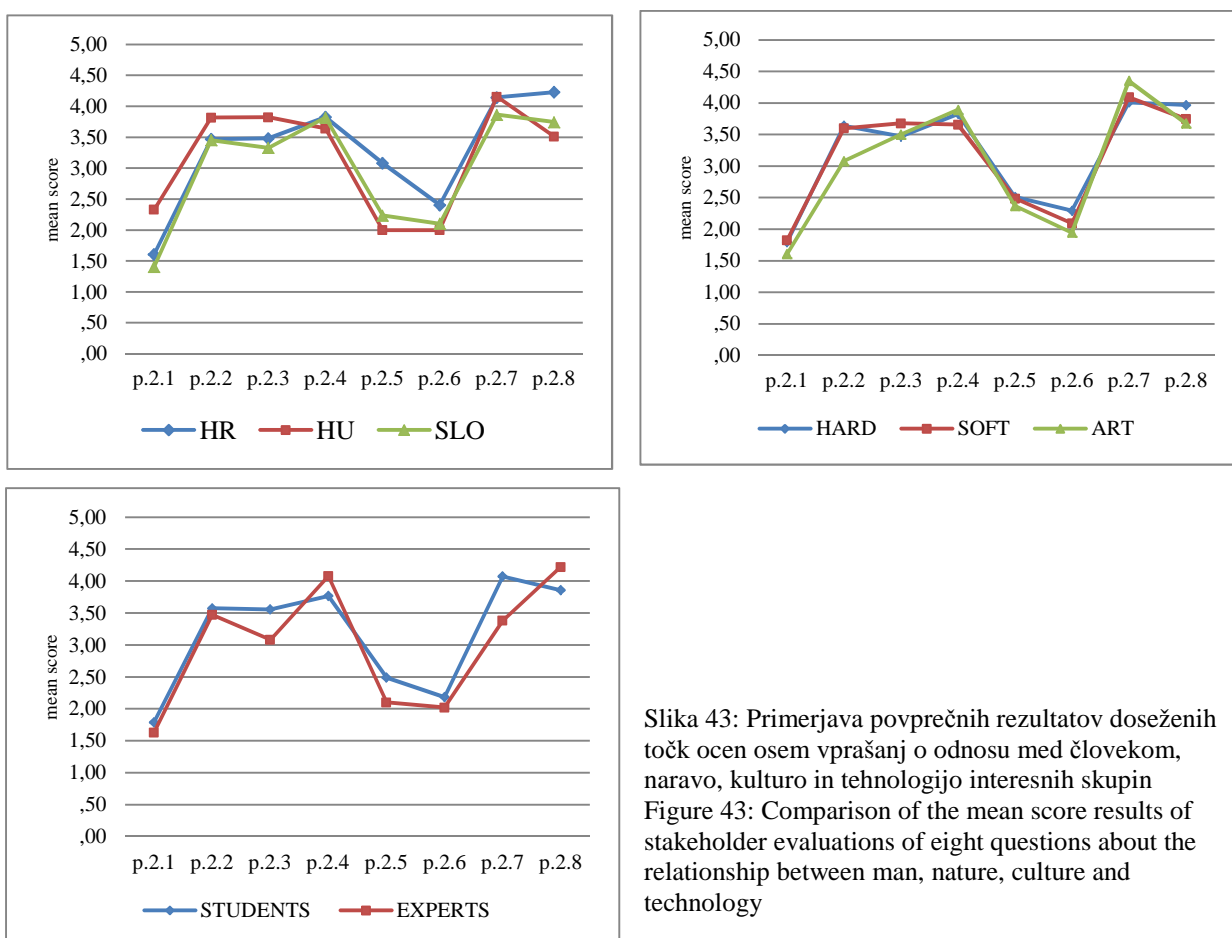 5,00
4,50
4,00
3,50
3,00
2,50
2,00
1,50
1,00
,50
,00
mean score
p.2.1 p.2.2 p.2.3 p.2.4 p.2.5 p.2.6 p.2.7 p.2.8
HR HU SLO
5,00
4,50
4,00
3,50
3,00
2,50
2,00
1,50
1,00
,50
,00
mean score
p.2.1 p.2.2 p.2.3 p.2.4 p.2.5 p.2.6 p.2.7 p.2.8
HARD SOFT ART
5,00
4,50
4,00
3,50
3,00
2,50
2,00
1,50
1,00
,50
,00
mean score
p.2.1 p.2.2 p.2.3 p.2.4 p.2.5 p.2.6 p.2.7 p.2.8
STUDENTS EXPERTS
Slika 43: Primerjava povprečnih rezultatov doseženih
točk ocen osem vprašanj o odnosu med človekom,
naravo, kulturo in tehnologijo interesnih skupin
Figure 43: Comparison of the mean score results of
stakeholder evaluations of eight questions about the
relationship between man, nature, culture and
technology